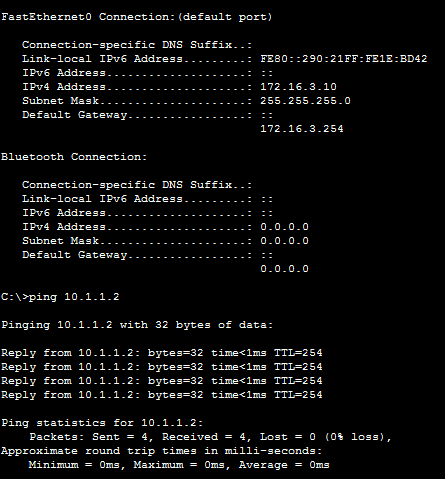 FastEthernet0 Connection:(default port)
Connection-specific DNS Suffix..:
Link-local IPv6 Address.........: FE80::290:21FF:FE1E:BD42
IPv6 Address....................: ::
IPv4 Address....................: 172.16.3.10
Subnet Mask.....................: 255.255.255.0
Default Gateway.................: ::
172.16.3.254
Bluetooth Connection:
Connection-specific DNS Suffix..:
Link-local IPv6 Address.........: ::
IPv6 Address....................: ::
IPv4 Address....................: 0.0.0.0
Subnet Mask.....................: 0.0.0.0
Default Gateway.................: ::
0.0.0.0
C:\>ping 10.1.1.2
Pinging 10.1.1.2 with 32 bytes of data:
Reply from 10.1.1.2: bytes=32 time<1ms TTL=254
Reply from 10.1.1.2: bytes=32 time<1ms TTL=254
Reply from 10.1.1.2: bytes=32 time<1ms TTL=254
Reply from 10.1.1.2: bytes=32 time<1ms TTL=254
Ping statistics for 10.1.1.2:
Packets: Sent = 4, Received = 4, Lost = 0 (0% loss),
Approximate round trip times in milli-seconds:
Minimum = 0ms, Maximum = 0ms, Average = 0ms